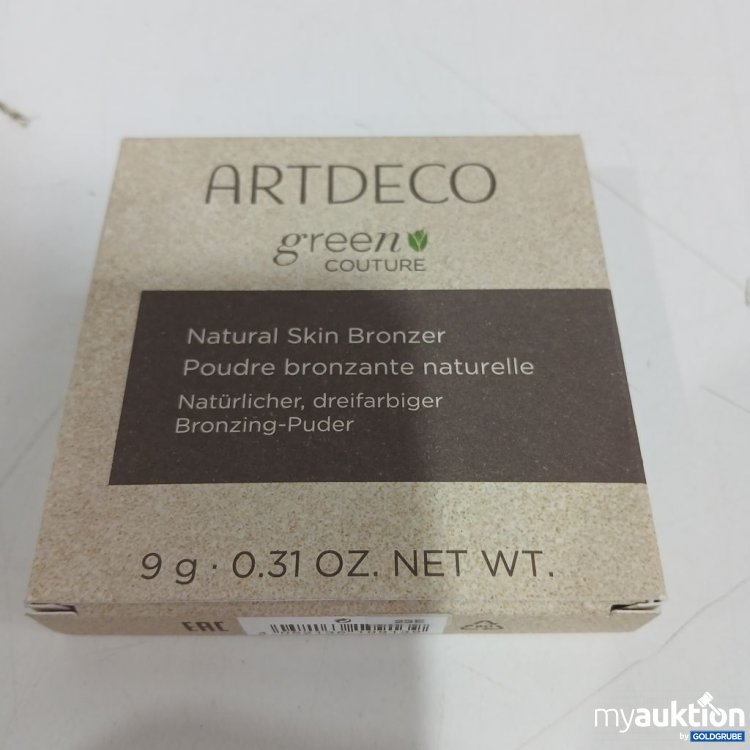 ARTDECO
green
COUTURE
Natural Skin Bronzer
Poudre bronzante naturelle
Natürlicher, dreifarbiger
Bronzing-Puder
9 g · 0.31 OZ. NET WT.
EAC
myauktion
by GOLDGRUBE